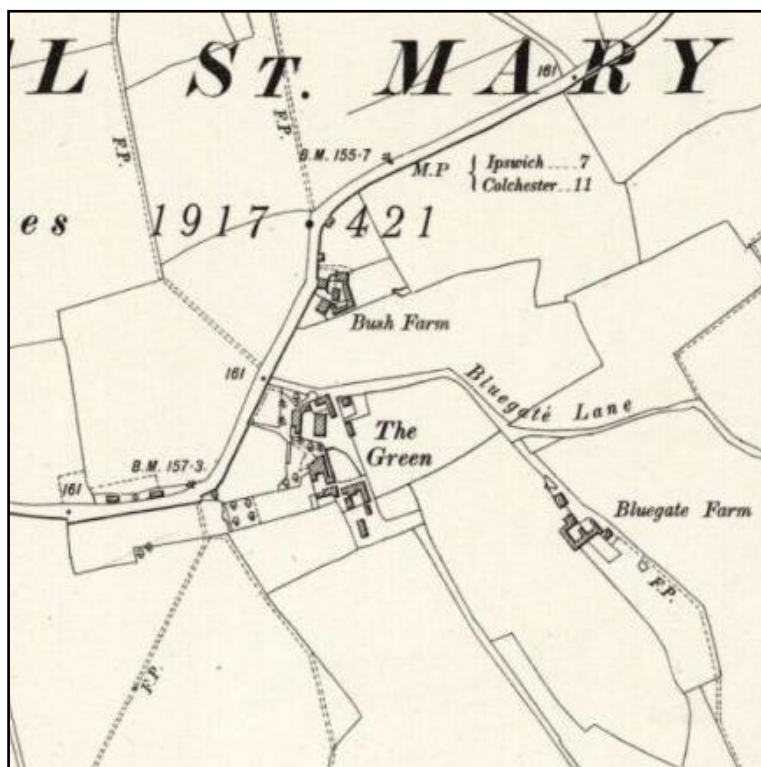 L ST. MARY
161
F.P.
F.P.
B.M. 155·7
M.P
Ipswich ..... 7
Colchester .. 11
es
1917
421
Bush Farm
161
Bluegate Lane
The
Green
B.M. 157·3
161
Bluegate Farm
F.P.
F.P.